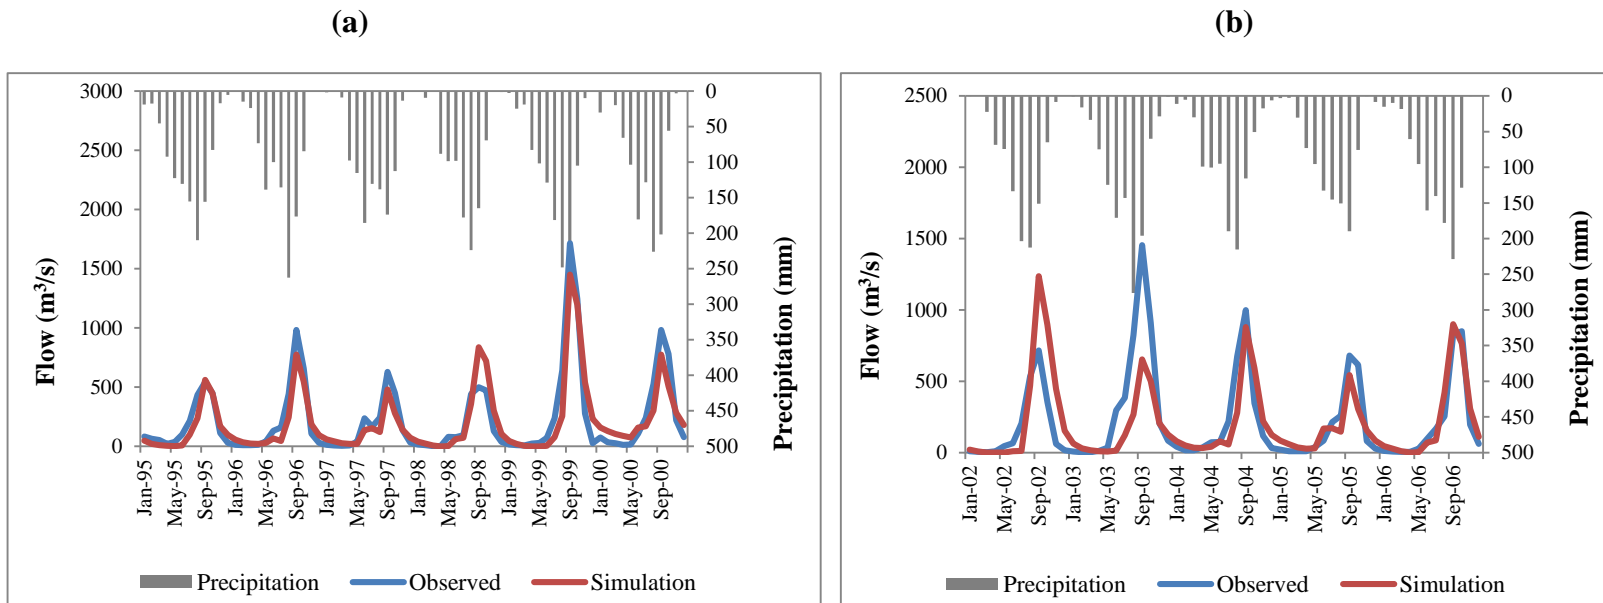 (a)
3000
2500
2000
1500
1000
500
0
Flow (m³/s)
0
50
100
150
200
250
300
350
400
450
500
Precipitation (mm)
Jan-95
May-95
Sep-95
Jan-96
May-96
Sep-96
Jan-97
May-97
Sep-97
Jan-98
May-98
Sep-98
Jan-99
May-99
Sep-99
Jan-00
May-00
Sep-00
Precipitation Observed Simulation
(b)
2500
2000
1500
1000
500
0
Flow (m³/s)
0
50
100
150
200
250
300
350
400
450
500
Precipitation (mm)
Jan-02
May-02
Sep-02
Jan-03
May-03
Sep-03
Jan-04
May-04
Sep-04
Jan-05
May-05
Sep-05
Jan-06
May-06
Sep-06
Precipitation Observed Simulation